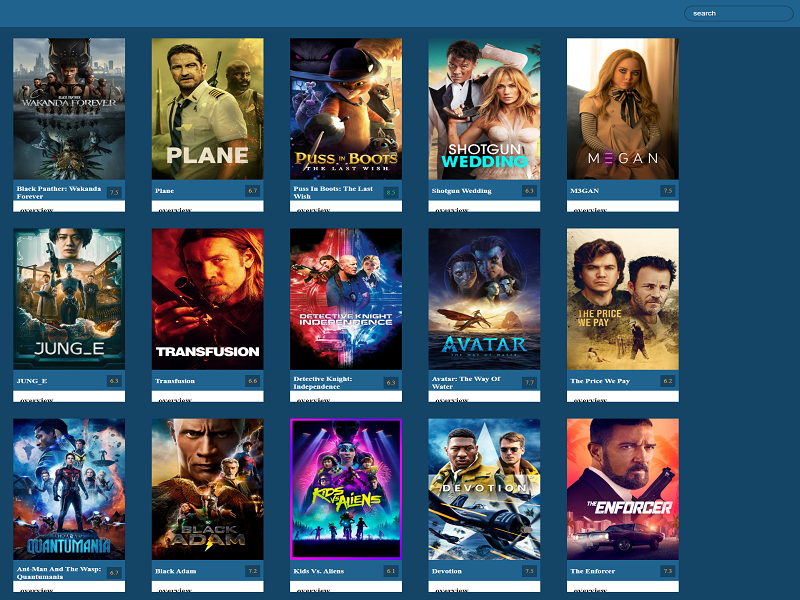 search
BLACK PANTHER
WAKANDA FOREVER
PLANE
PUSS IN BOOTS
THE LAST WISH
SHOTGUN
WEDDING
M3GAN
Black Panther: Wakanda
Forever
7.5
Plane
6.7
Puss In Boots: The Last
Wish
8.5
Shotgun Wedding
6.3
M3GAN
7.5
overview
overview
overview
overview
overview
JUNG_E
TRANSFUSION
DETECTIVE KNIGHT
INDEPENDENCE
AVATAR
THE WAY OF WATER
THE PRICE
WE PAY
JUNG_E
6.3
Transfusion
6.6
Detective Knight:
Independence
6.3
Avatar: The Way Of
Water
7.7
The Price We Pay
6.2
overview
overview
overview
overview
overview
QUANTUMANIA
BLACK
ADAM
KIDS VS. ALIENS
DEVOTION
THE ENFORCER
Ant-Man And The Wasp:
Quantumania
6.7
Black Adam
7.2
Kids Vs. Aliens
6.1
Devotion
7.5
The Enforcer
7.3
overview
overview
overview
overview
overview